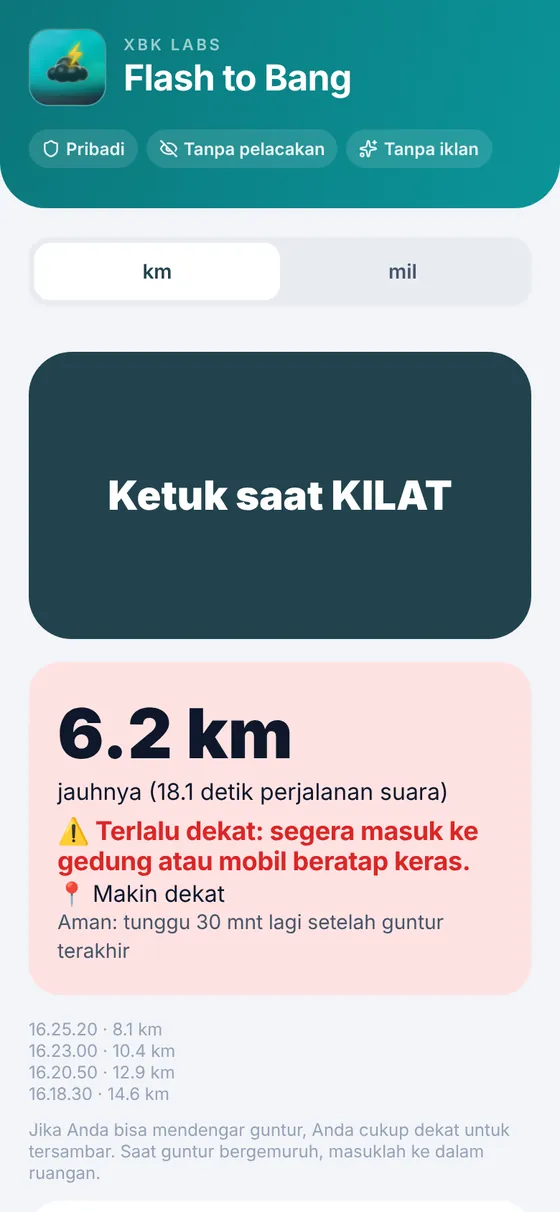 XBK LABS
Flash to Bang
Pribadi
Tanpa pelacakan
Tanpa iklan
km
mil
Ketuk saat KILAT
6.2 km
jauhnya (18.1 detik perjalanan suara)
⚠️ Terlalu dekat: segera masuk ke
gedung atau mobil beratap keras.
📍 Makin dekat
Aman: tunggu 30 mnt lagi setelah guntur
terakhir
16.25.20 · 8.1 km
16.23.00 · 10.4 km
16.20.50 · 12.9 km
16.18.30 · 14.6 km
Jika Anda bisa mendengar guntur, Anda cukup dekat untuk
tersambar. Saat guntur bergemuruh, masuklah ke dalam
ruangan.